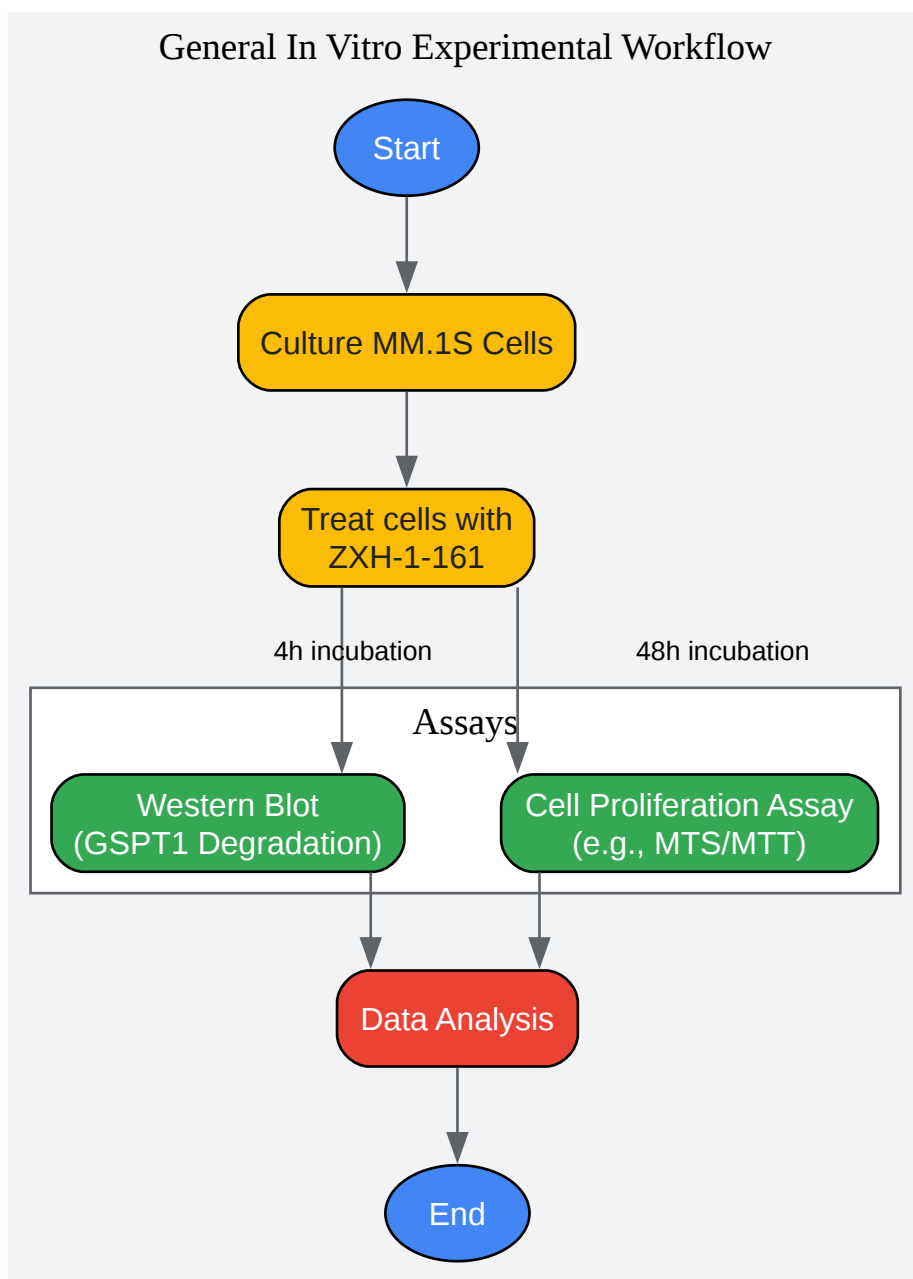 General In Vitro Experimental Workflow
Start
Culture MM.1S Cells
Treat cells with
ZXH-1-161
4h incubation
48h incubation
Assays
Western Blot
(GSPT1 Degradation)
Cell Proliferation Assay
(e.g., MTS/MTT)
Data Analysis
End